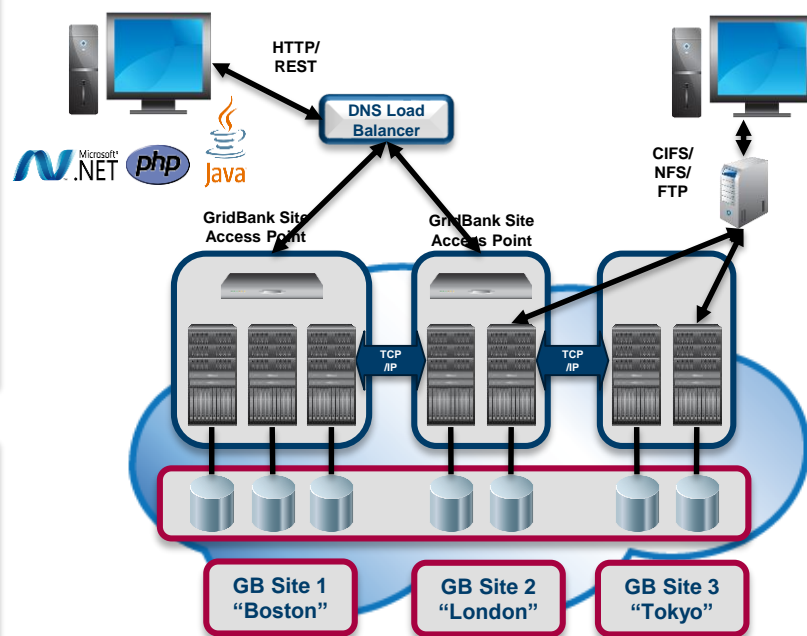 HTTP/
REST
DNS Load
Balancer
Microsoft®
.NET
php
Java
CIFS/
NFS/
FTP
GridBank Site
Access Point
GridBank Site
Access Point
TCP
/IP
TCP
/IP
GB Site 1
“Boston”
GB Site 2
“London”
GB Site 3
“Tokyo”